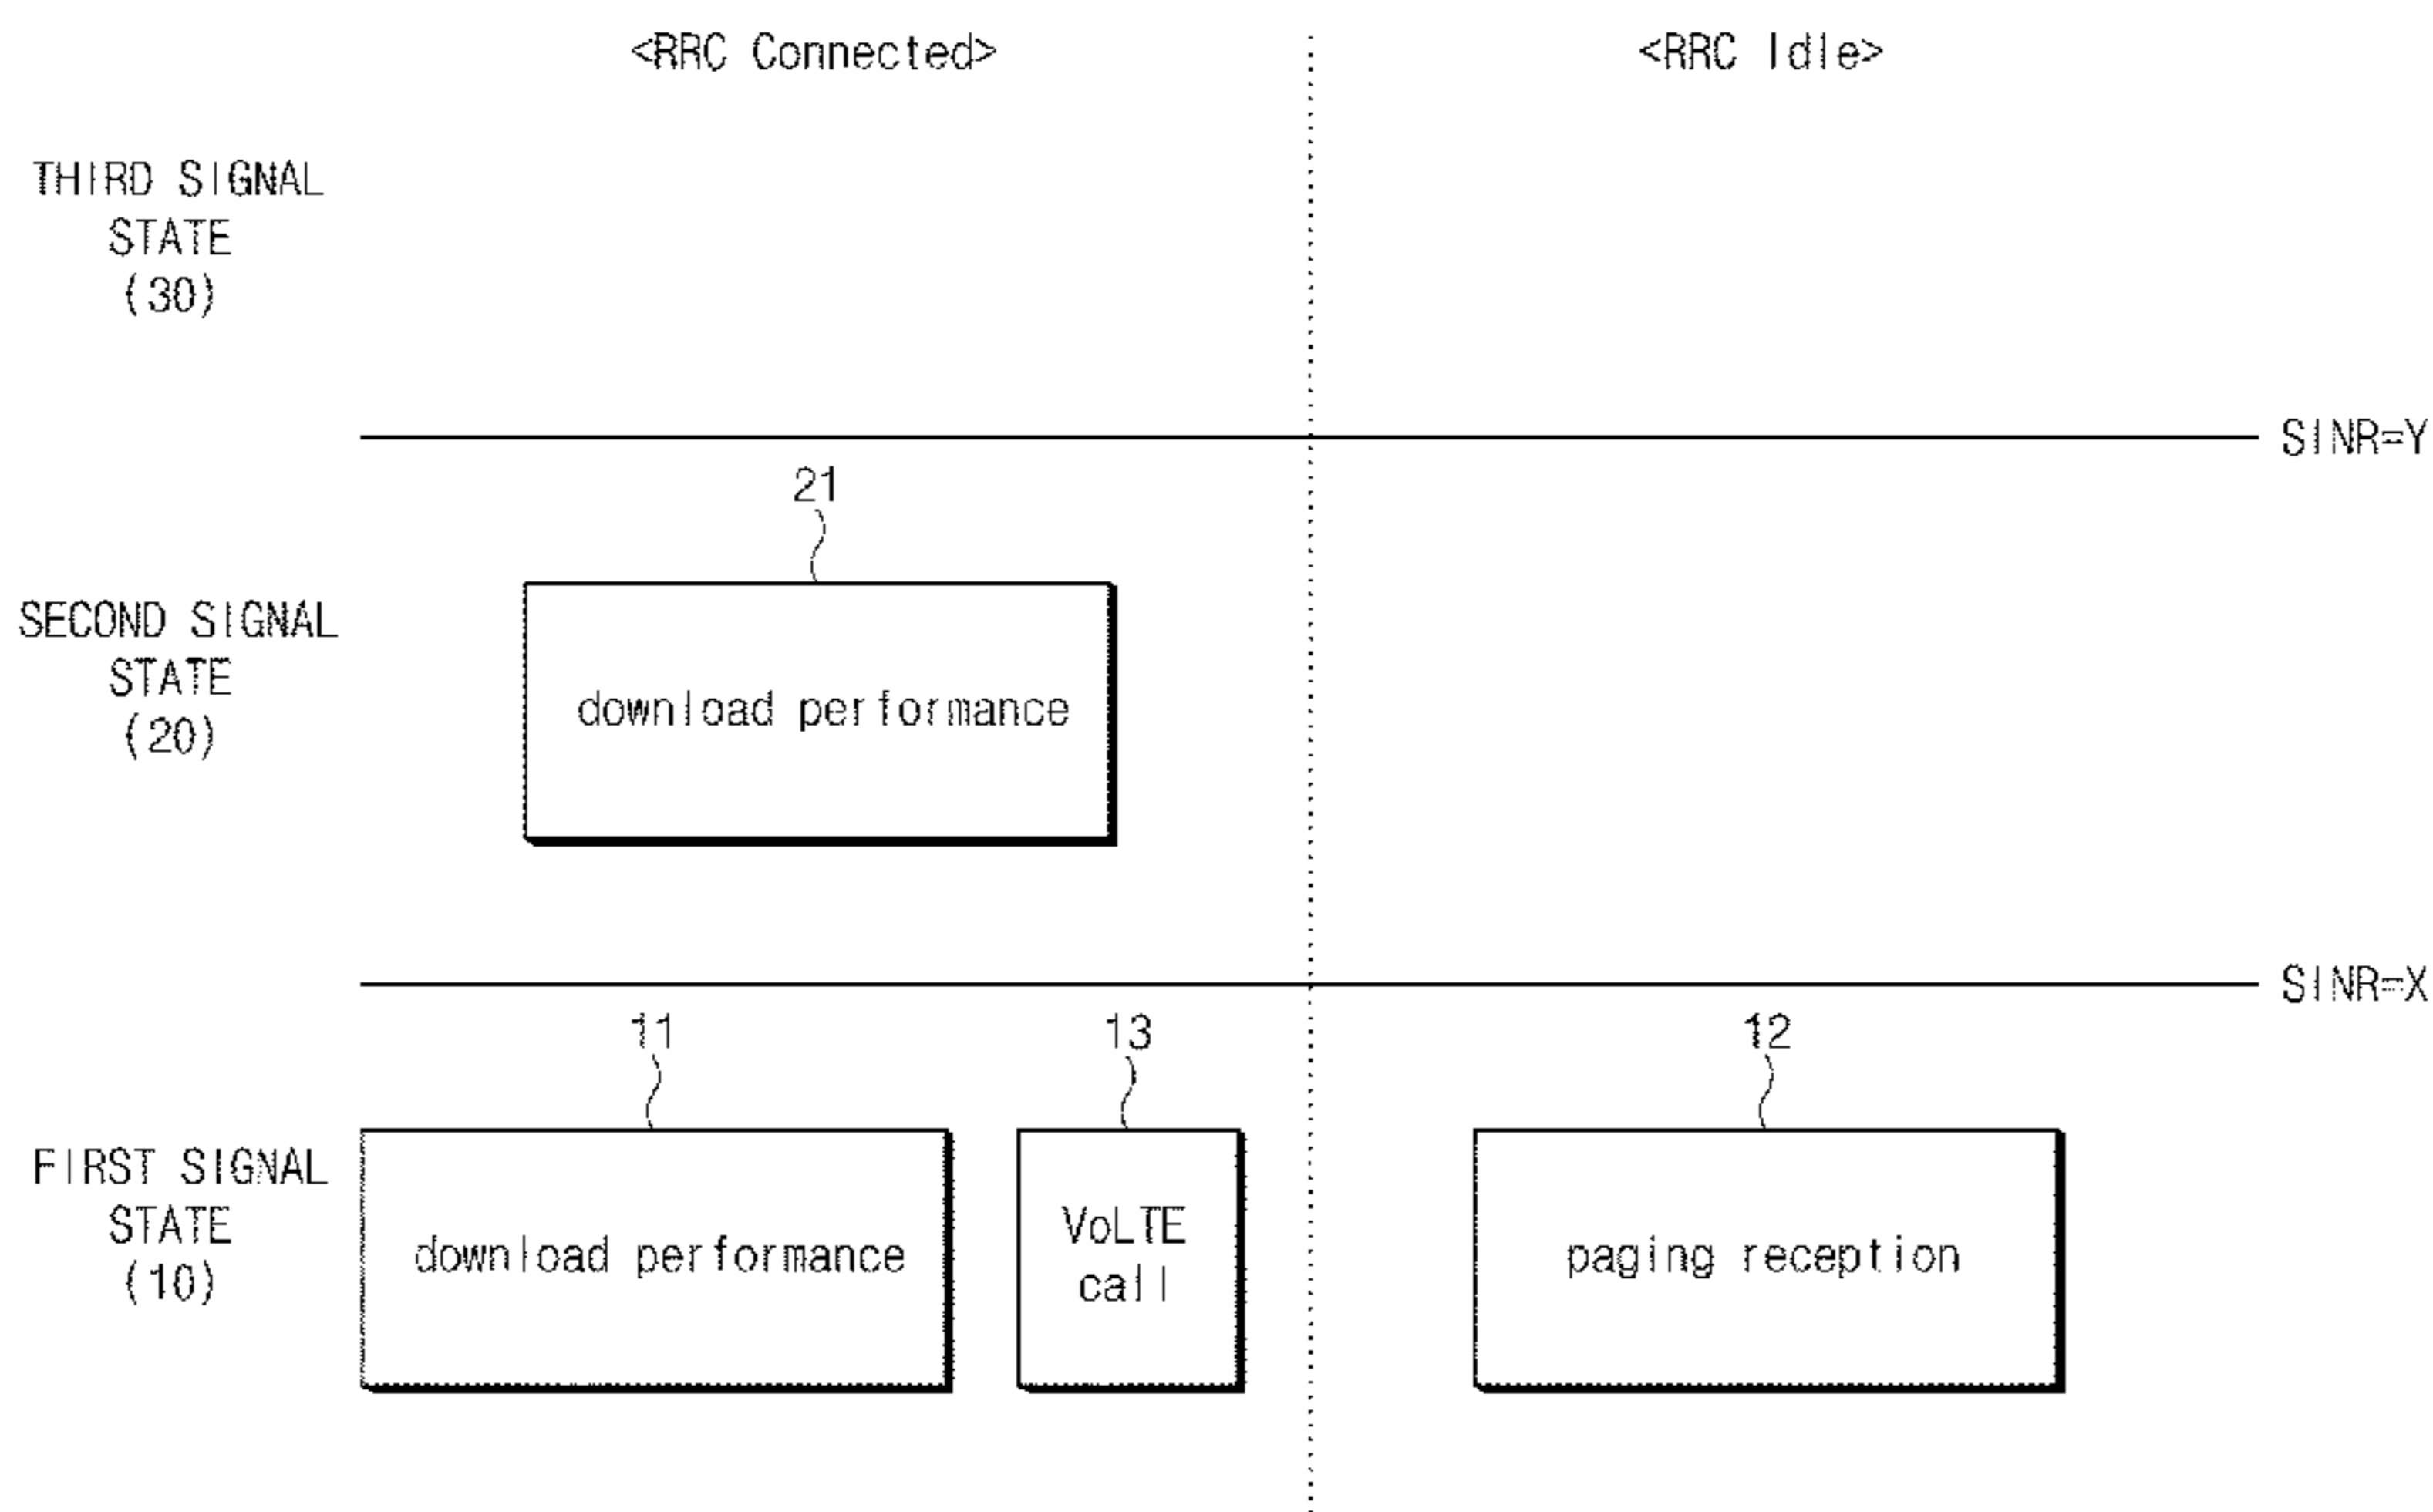 <RRC Connected>
<RRC Idle>
THIRD SIGNAL
STATE
(30)
SINR=Y
21
SECOND SIGNAL
STATE
(20)
download performance
SINR=X
11
13
12
FIRST SIGNAL
STATE
(10)
download performance
VoLTE
call
paging reception